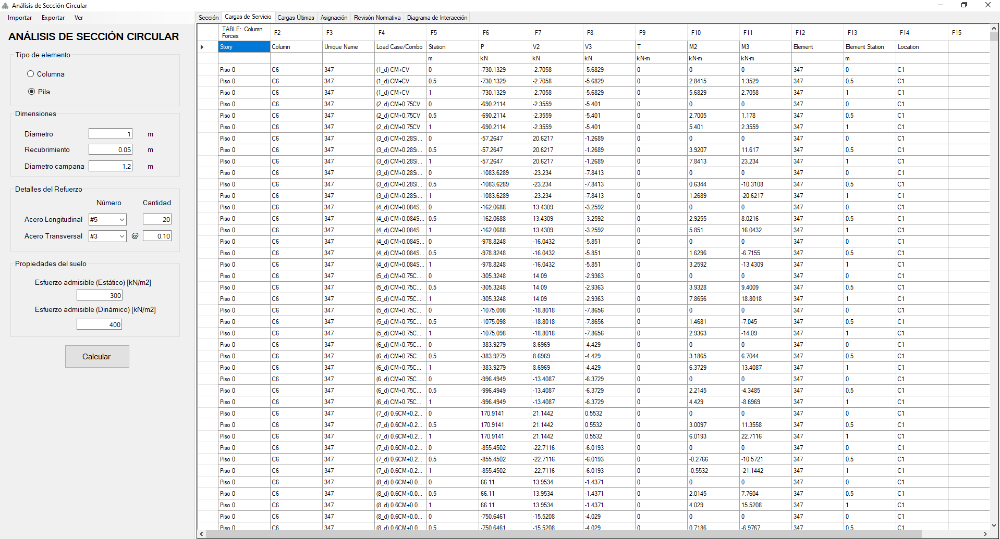 Análisis de Sección Circular
Importar Exportar Ver
ANÁLISIS DE SECCIÓN CIRCULAR
Tipo de elemento
Columna
Pila
Dimensiones
Diametro 1 m
Recubrimiento 0.05 m
Diametro campana 1.2 m
Detalles del Refuerzo
Número Cantidad
Acero Longitudinal #5 20
Acero Transversal #3 @ 0.10
Propiedades del suelo
Esfuerzo admisible (Estático) [kN/m2]
300
Esfuerzo admisible (Dinámico) [kN/m2]
400
Calcular
Sección Cargas de Servicio Cargas Últimas Asignación Revisón Normativa Diagrama de Interacción
TABLE: Column Forces F2 F3 F4 F5 F6 F7 F8 F9 F10 F11 F12 F13 F14 F15
Story Column Unique Name Load Case/Combo Station P V2 V3 T M2 M3 Element Element Station Location
m kN kN kN kN-m kN-m kN-m m
Piso 0 C6 347 (1_d) CM+CV 0 -730.1329 -2.7058 -5.6829 0 0 0 347 0 C1
Piso 0 C6 347 (1_d) CM+CV 0.5 -730.1329 -2.7058 -5.6829 0 2.8415 1.3529 347 0.5 C1
Piso 0 C6 347 (1_d) CM+CV 1 -730.1329 -2.7058 -5.6829 0 5.6829 2.7058 347 1 C1
Piso 0 C6 347 (2_d) CM+0.75CV 0 -690.2114 -2.3559 -5.401 0 0 0 347 0 C1
Piso 0 C6 347 (2_d) CM+0.75CV 0.5 -690.2114 -2.3559 -5.401 0 2.7005 1.178 347 0.5 C1
Piso 0 C6 347 (2_d) CM+0.75CV 1 -690.2114 -2.3559 -5.401 0 5.401 2.3559 347 1 C1
Piso 0 C6 347 (3_d) CM+0.28Si... 0 -57.2647 20.6217 -1.2689 0 0 0 347 0 C1
Piso 0 C6 347 (3_d) CM+0.28Si... 0.5 -57.2647 20.6217 -1.2689 0 3.9207 11.617 347 0.5 C1
Piso 0 C6 347 (3_d) CM+0.28Si... 1 -57.2647 20.6217 -1.2689 0 7.8413 23.234 347 1 C1
Piso 0 C6 347 (3_d) CM+0.28Si... 0 -1083.6289 -23.234 -7.8413 0 0 0 347 0 C1
Piso 0 C6 347 (3_d) CM+0.28Si... 0.5 -1083.6289 -23.234 -7.8413 0 0.6344 -10.3108 347 0.5 C1
Piso 0 C6 347 (3_d) CM+0.28Si... 1 -1083.6289 -23.234 -7.8413 0 1.2689 -20.6217 347 1 C1
Piso 0 C6 347 (4_d) CM+0.084S... 0 -162.0688 13.4309 -3.2592 0 0 0 347 0 C1
Piso 0 C6 347 (4_d) CM+0.084S... 0.5 -162.0688 13.4309 -3.2592 0 2.9255 8.0216 347 0.5 C1
Piso 0 C6 347 (4_d) CM+0.084S... 1 -162.0688 13.4309 -3.2592 0 5.851 16.0432 347 1 C1
Piso 0 C6 347 (4_d) CM+0.084S... 0 -978.8248 -16.0432 -5.851 0 0 0 347 0 C1
Piso 0 C6 347 (4_d) CM+0.084S... 0.5 -978.8248 -16.0432 -5.851 0 1.6296 -6.7155 347 0.5 C1
Piso 0 C6 347 (4_d) CM+0.084S... 1 -978.8248 -16.0432 -5.851 0 3.2592 -13.4309 347 1 C1
Piso 0 C6 347 (5_d) CM+0.75C... 0 -305.3248 14.09 -2.9363 0 0 0 347 0 C1
Piso 0 C6 347 (5_d) CM+0.75C... 0.5 -305.3248 14.09 -2.9363 0 3.9328 9.4009 347 0.5 C1
Piso 0 C6 347 (5_d) CM+0.75C... 1 -305.3248 14.09 -2.9363 0 7.8656 18.8018 347 1 C1
Piso 0 C6 347 (5_d) CM+0.75C... 0 -1075.098 -18.8018 -7.8656 0 0 0 347 0 C1
Piso 0 C6 347 (5_d) CM+0.75C... 0.5 -1075.098 -18.8018 -7.8656 0 1.4681 -7.045 347 0.5 C1
Piso 0 C6 347 (5_d) CM+0.75C... 1 -1075.098 -18.8018 -7.8656 0 2.9363 -14.09 347 1 C1
Piso 0 C6 347 (6_d) CM+0.75C... 0 -383.9279 8.6969 -4.429 0 0 0 347 0 C1
Piso 0 C6 347 (6_d) CM+0.75C... 0.5 -383.9279 8.6969 -4.429 0 3.1865 6.7044 347 0.5 C1
Piso 0 C6 347 (6_d) CM+0.75C... 1 -383.9279 8.6969 -4.429 0 6.3729 13.4087 347 1 C1
Piso 0 C6 347 (6_d) CM+0.75C... 0 -996.4949 -13.4087 -6.3729 0 0 0 347 0 C1
Piso 0 C6 347 (6_d) CM+0.75C... 0.5 -996.4949 -13.4087 -6.3729 0 2.2145 -4.3485 347 0.5 C1
Piso 0 C6 347 (6_d) CM+0.75C... 1 -996.4949 -13.4087 -6.3729 0 4.429 -8.6969 347 1 C1
Piso 0 C6 347 (7_d) 0.6CM+0.2... 0 170.9141 21.1442 0.5532 0 0 0 347 0 C1
Piso 0 C6 347 (7_d) 0.6CM+0.2... 0.5 170.9141 21.1442 0.5532 0 3.0097 11.3558 347 0.5 C1
Piso 0 C6 347 (7_d) 0.6CM+0.2... 1 170.9141 21.1442 0.5532 0 6.0193 22.7116 347 1 C1
Piso 0 C6 347 (7_d) 0.6CM+0.2... 0 -855.4502 -22.7116 -6.0193 0 0 0 347 0 C1
Piso 0 C6 347 (7_d) 0.6CM+0.2... 0.5 -855.4502 -22.7116 -6.0193 0 -0.2766 -10.5721 347 0.5 C1
Piso 0 C6 347 (7_d) 0.6CM+0.2... 1 -855.4502 -22.7116 -6.0193 0 -0.5532 -21.1442 347 1 C1
Piso 0 C6 347 (8_d) 0.6CM+0.0... 0 66.11 13.9534 -1.4371 0 0 0 347 0 C1
Piso 0 C6 347 (8_d) 0.6CM+0.0... 0.5 66.11 13.9534 -1.4371 0 2.0145 7.7604 347 0.5 C1
Piso 0 C6 347 (8_d) 0.6CM+0.0... 1 66.11 13.9534 -1.4371 0 4.029 15.5208 347 1 C1
Piso 0 C6 347 (8_d) 0.6CM+0.0... 0 -750.6461 -15.5208 -4.029 0 0 0 347 0 C1
Piso 0 C6 347 (8_d) 0.6CM+0.0... 0.5 -750.6461 -15.5208 -4.029 0 0.7186 -6.9767 347 0.5 C1